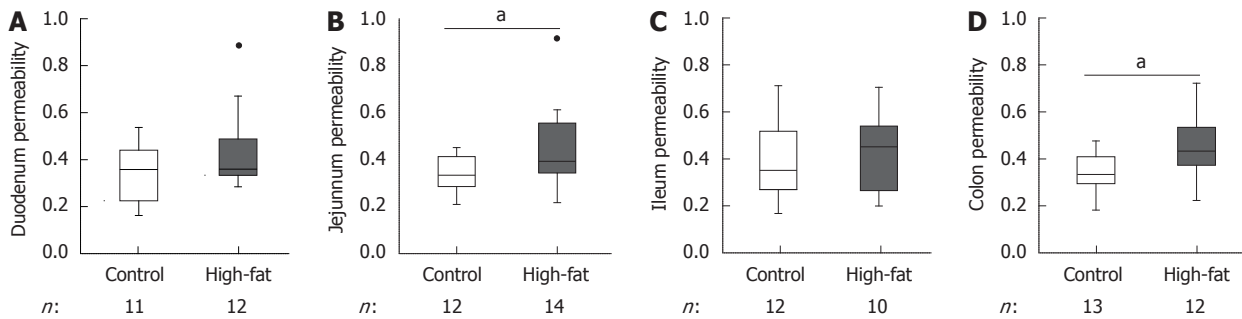 A
Duodenum permeability
1.0
0.8
0.6
0.4
0.2
0.0
Control High-fat
n: 11 12
B
Jejunnum permeability
1.0
0.8
0.6
0.4
0.2
0.0
a
Control High-fat
n: 12 14
C
Ileum permeability
1.0
0.8
0.6
0.4
0.2
0.0
Control High-fat
n: 12 10
D
Colon permeability
1.0
0.8
0.6
0.4
0.2
0.0
a
Control High-fat
n: 13 12